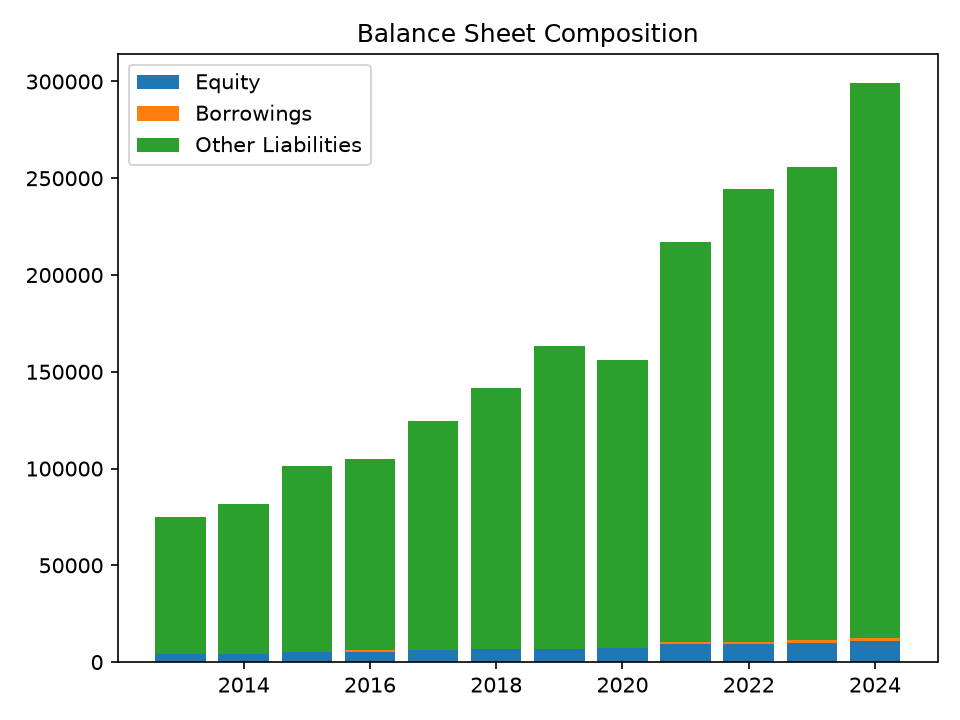 Balance Sheet Composition
Equity
Borrowings
Other Liabilities
300000
250000
200000
150000
100000
50000
0
2014 2016 2018 2020 2022 2024